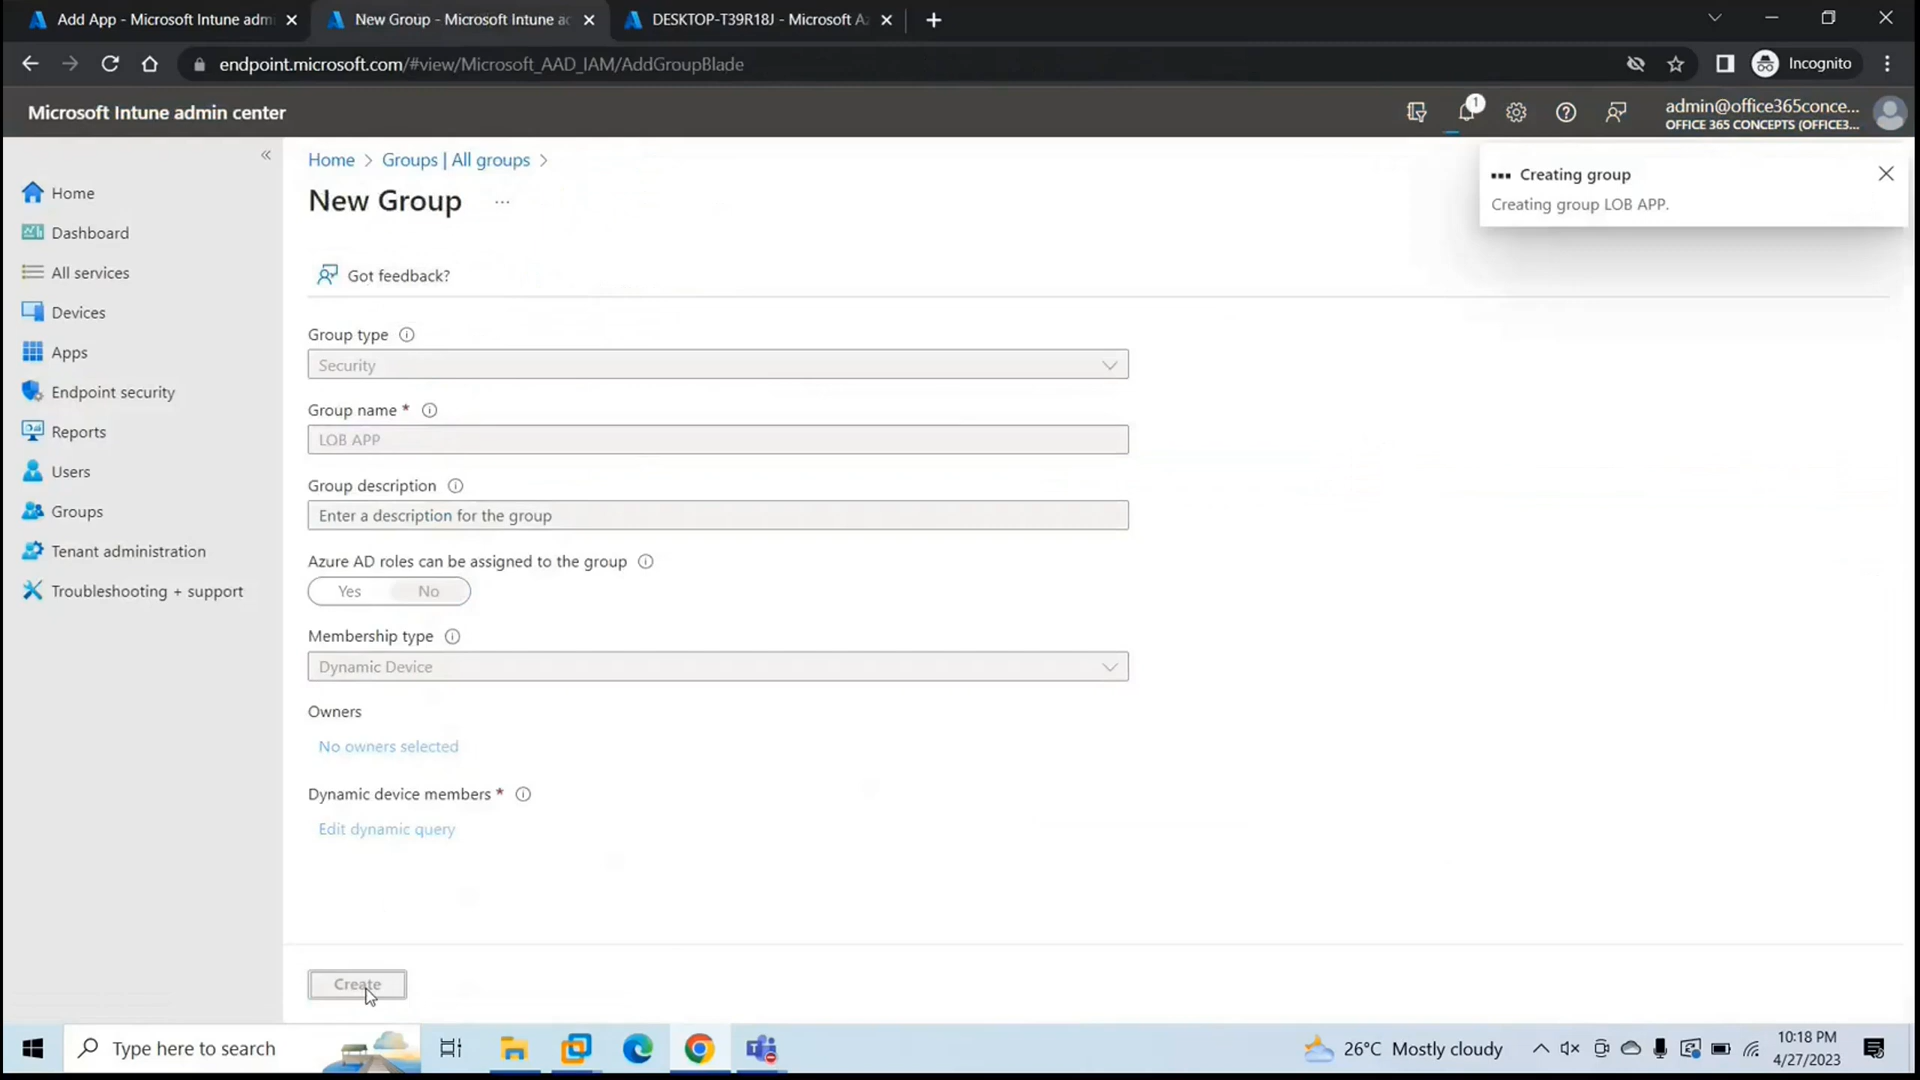 Add App - Microsoft Intune admi
New Group - Microsoft Intune ad
DESKTOP-T39R18J - Microsoft Az
endpoint.microsoft.com/#view/Microsoft_AAD_IAM/AddGroupBlade
Incognito
Microsoft Intune admin center
1
admin@office365conce...
OFFICE 365 CONCEPTS (OFFICE3...
Home
Dashboard
All services
Devices
Apps
Endpoint security
Reports
Users
Groups
Tenant administration
Troubleshooting + support
Home > Groups | All groups >
New Group ...
Creating group
Creating group LOB APP.
Got feedback?
Group type
Security
Group name *
LOB APP
Group description
Enter a description for the group
Azure AD roles can be assigned to the group
Yes No
Membership type
Dynamic Device
Owners
No owners selected
Dynamic device members *
Edit dynamic query
Create
Type here to search
26°C Mostly cloudy
10:18 PM
4/27/2023